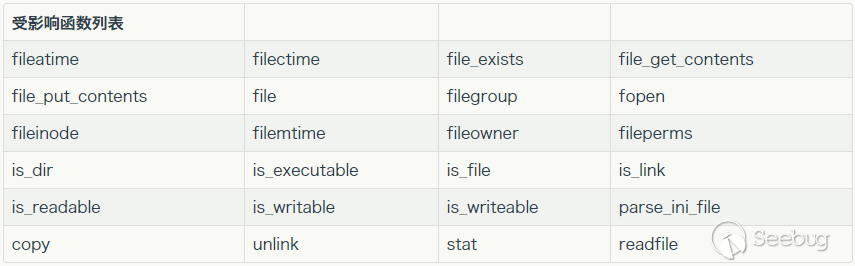 受影响函数列表
fileatime filectime file_exists file_get_contents
file_put_contents file filegroup fopen
fileinode filemtime fileowner fileperms
is_dir is_executable is_file is_link
is_readable is_writable is_writeable parse_ini_file
copy unlink stat readfile
Seebug